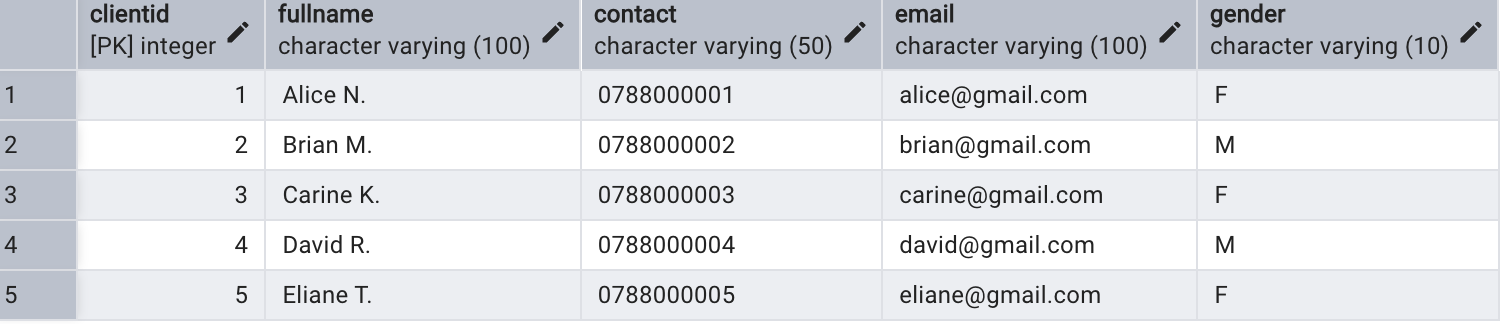 clientid fullname contact email gender
[PK] integer character varying (100) character varying (50) character varying (100) character varying (10)
1 1 Alice N. 0788000001 alice@gmail.com F
2 2 Brian M. 0788000002 brian@gmail.com M
3 3 Carine K. 0788000003 carine@gmail.com F
4 4 David R. 0788000004 david@gmail.com M
5 5 Eliane T. 0788000005 eliane@gmail.com F